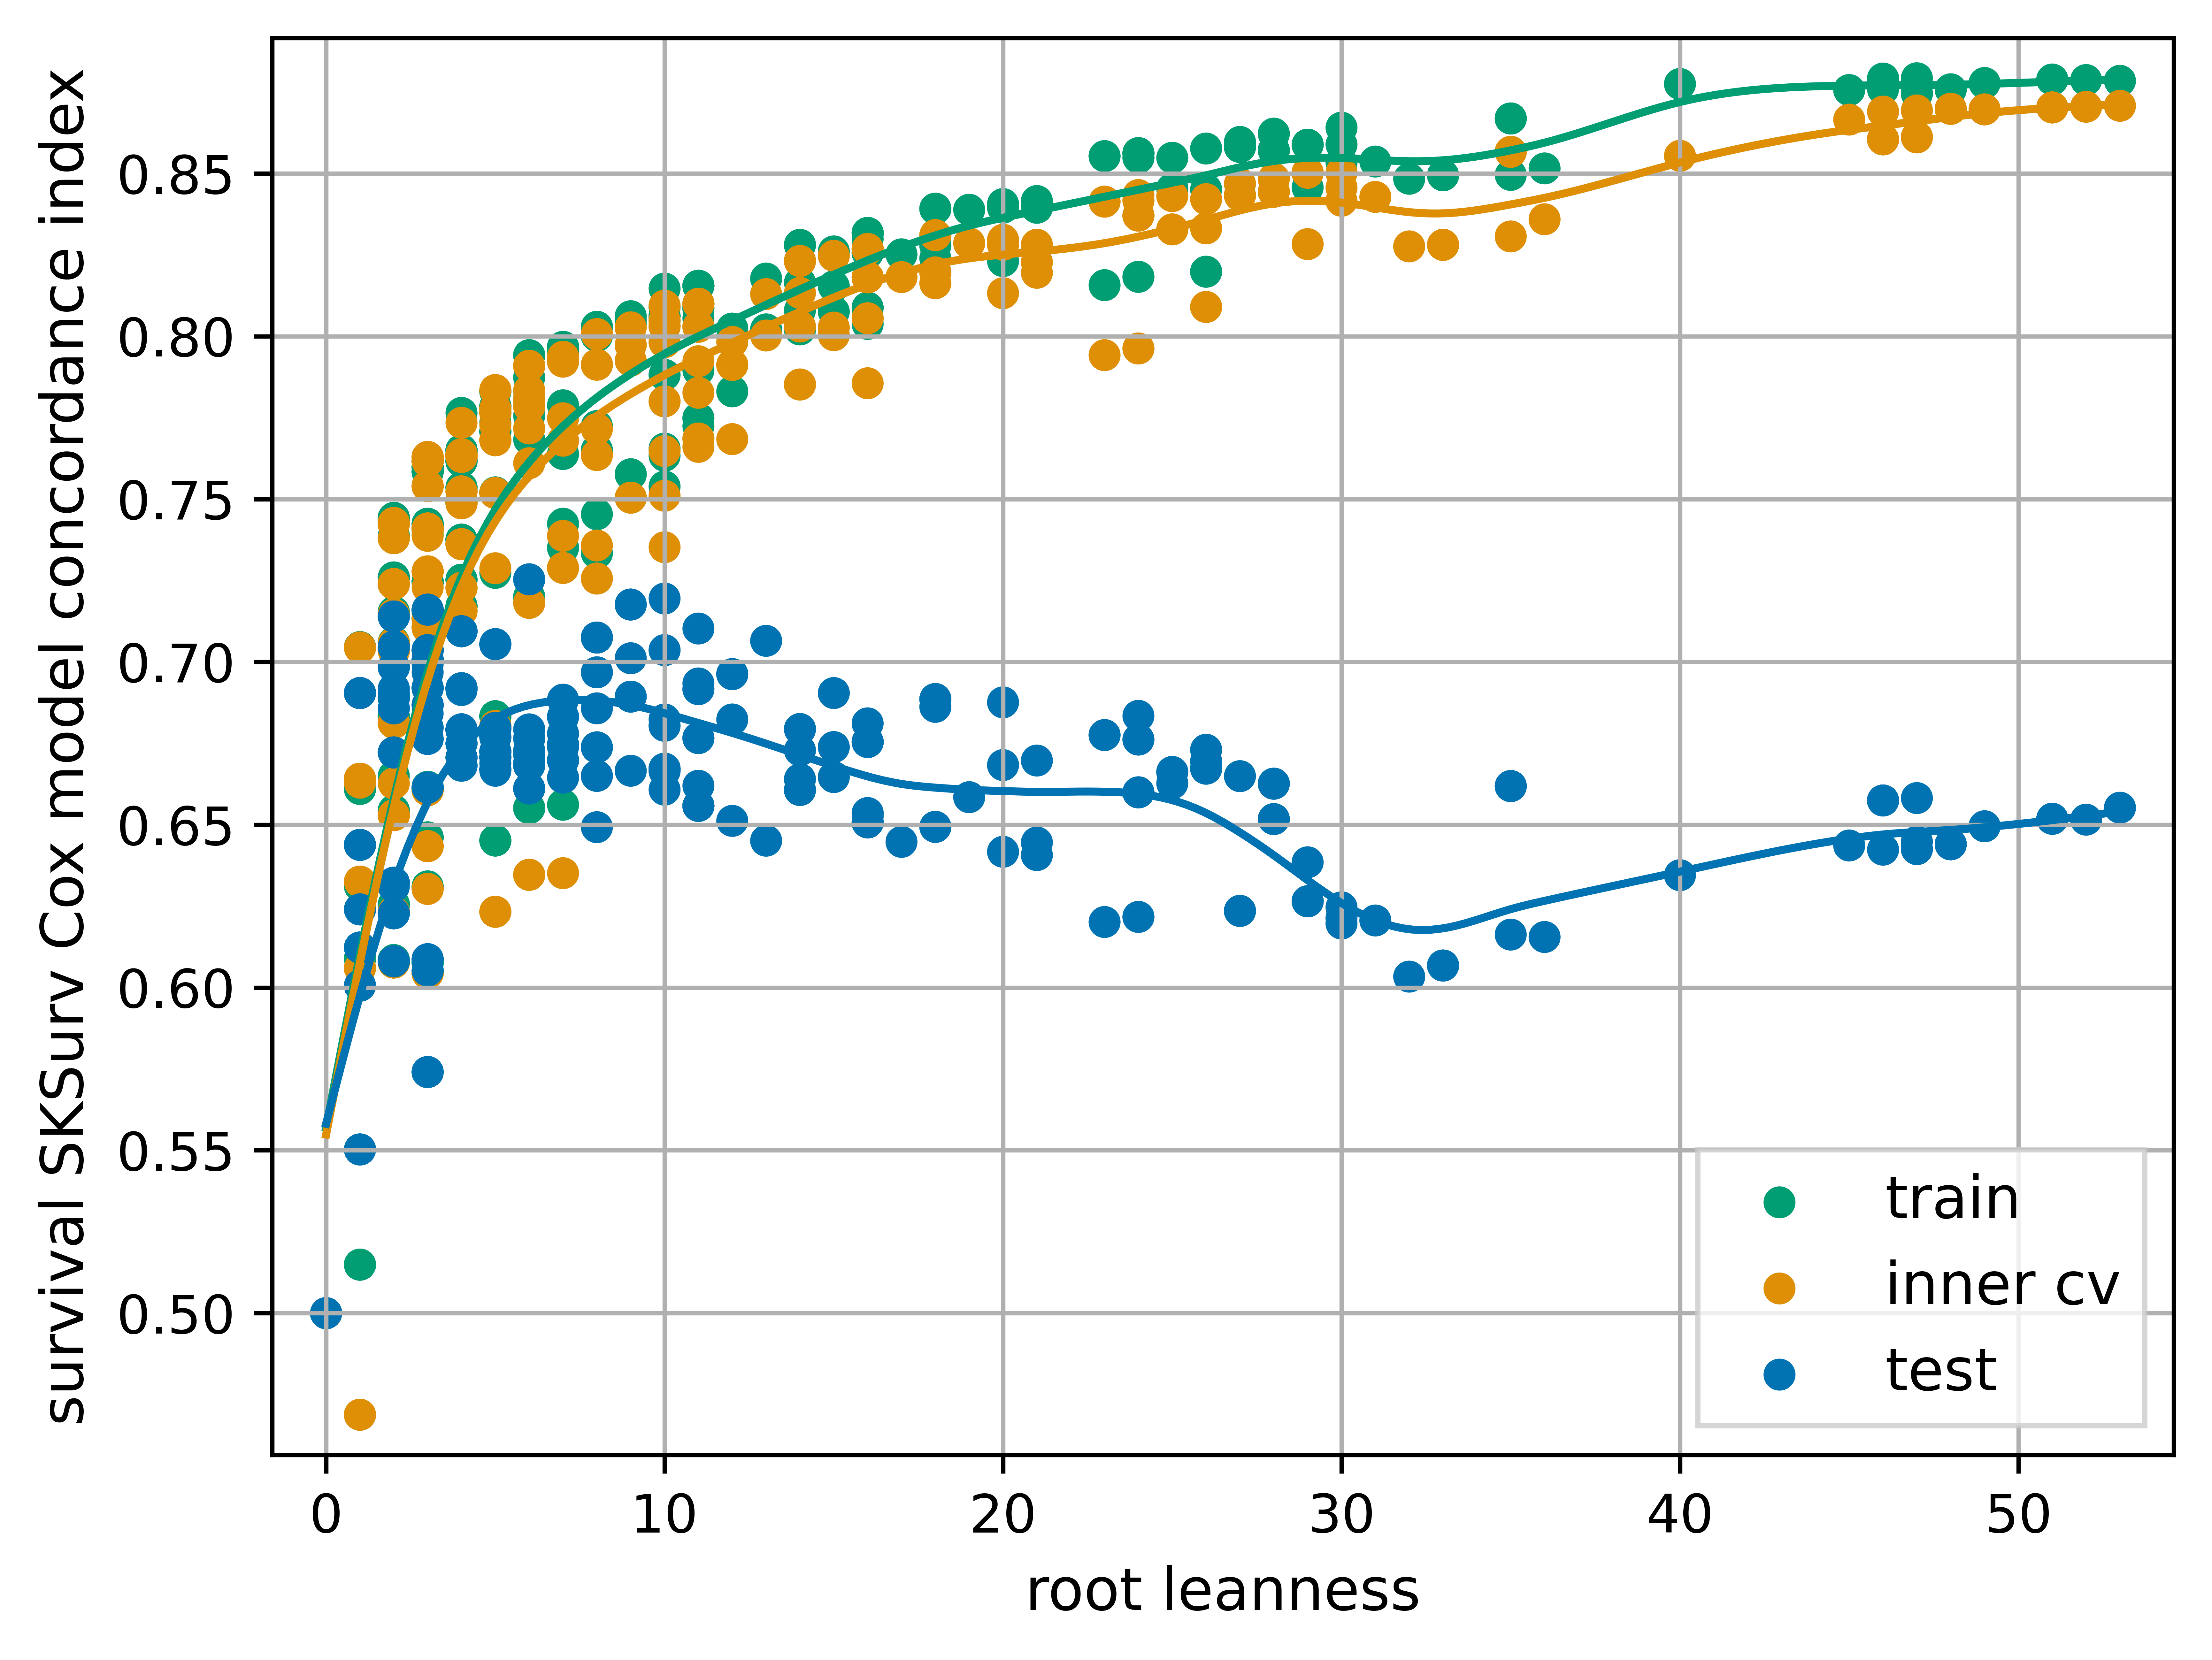 survival SKSurv Cox model concordance index
0.85
0.80
0.75
0.70
0.65
0.60
0.55
0.50
train
inner cv
test
0 10 20 30 40 50
root leanness